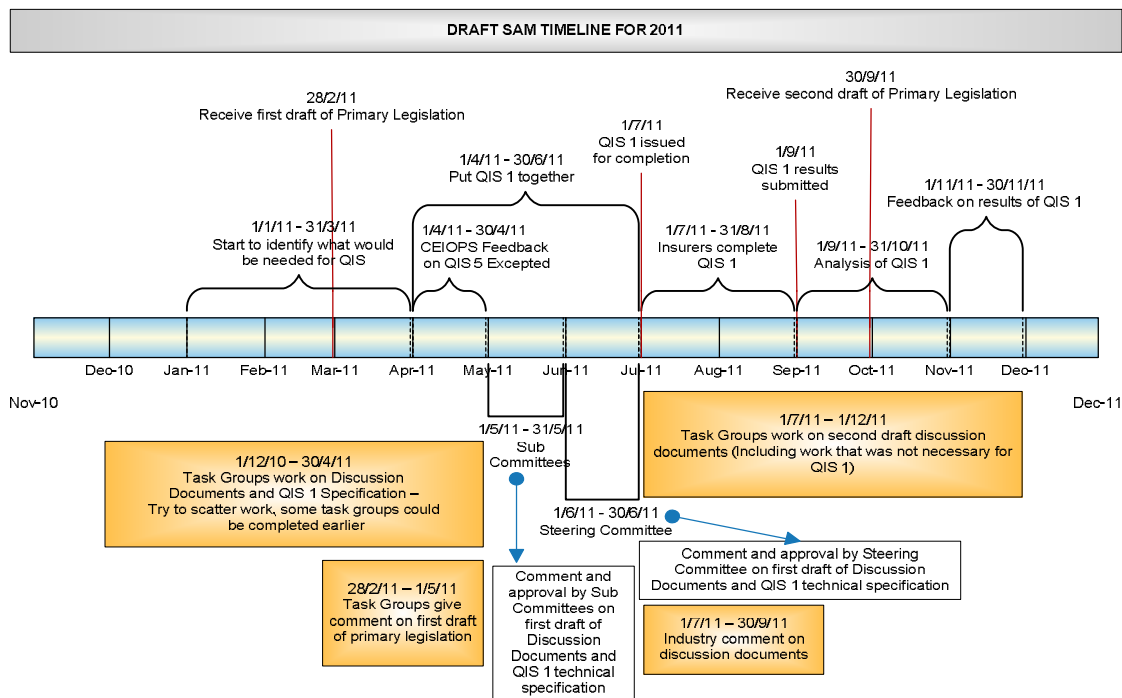 DRAFT SAM TIMELINE FOR 2011
28/2/11
Receive first draft of Primary Legislation
30/9/11
Receive second draft of Primary Legislation
1/4/11 – 30/6/11
Put QIS 1 together
1/7/11
QIS 1 issued
for completion
1/9/11
QIS 1 results
submitted
1/11/11 - 30/11/11
Feedback on results of QIS 1
1/1/11 - 31/3/11
Start to identify what would
be needed for QIS
1/4/11 - 30/4/11
CEIOPS Feedback
on QIS 5 Excepted
1/7/11 - 31/8/11
Insurers complete
QIS 1
1/9/11 - 31/10/11
Analysis of QIS 1
Dec-10
Jan-11
Feb-11
Mar-11
Apr-11
May-11
Jun-11
Jul-11
Aug-11
Sep-11
Oct-11
Nov-11
Dec-11
Nov-10
Dec-11
1/5/11 - 31/5/11
Sub
Committees
1/7/11 – 1/12/11
Task Groups work on second draft discussion
documents (Including work that was not necessary for
QIS 1)
1/12/10 – 30/4/11
Task Groups work on Discussion
Documents and QIS 1 Specification –
Try to scatter work, some task groups could
be completed earlier
1/6/11 - 30/6/11
Steering Committee
Comment and approval by Steering
Committee on first draft of Discussion
Documents and QIS 1 technical specification
28/2/11 – 1/5/11
Task Groups give
comment on first draft
of primary legislation
Comment and
approval by Sub
Committees on
first draft of
Discussion
Documents and
QIS 1 technical
specification
1/7/11 – 30/9/11
Industry comment on
discussion documents